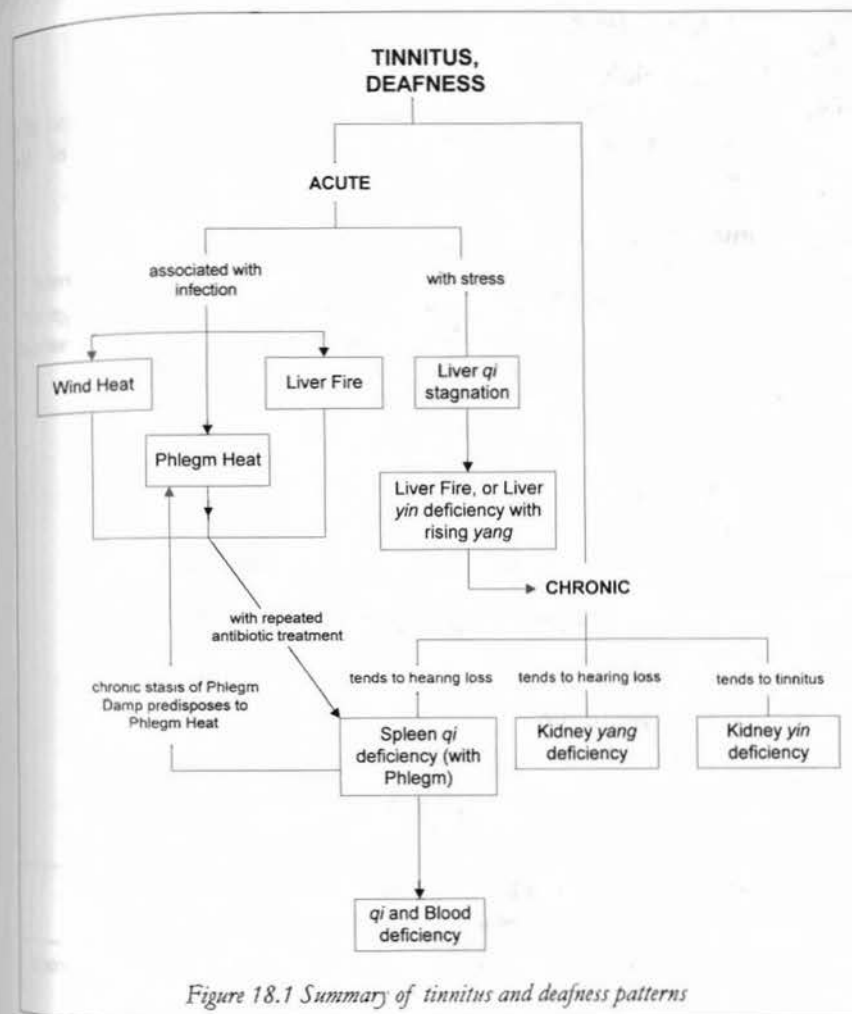 TINNITUS,
DEAFNESS
ACUTE
associated with
infection
with stress
Wind Heat
Liver Fire
Liver qi
stagnation
Phlegm Heat
Liver Fire, or Liver
yin deficiency with
rising yang
CHRONIC
with repeated
antibiotic treatment
chronic stasis of Phlegm
Damp predisposes to
Phlegm Heat
tends to hearing loss
tends to hearing loss
tends to tinnitus
Spleen qi
deficiency (with
Phlegm)
Kidney yang
deficiency
Kidney yin
deficiency
qi and Blood
deficiency
Figure 18.1 Summary of tinnitus and deafness patterns